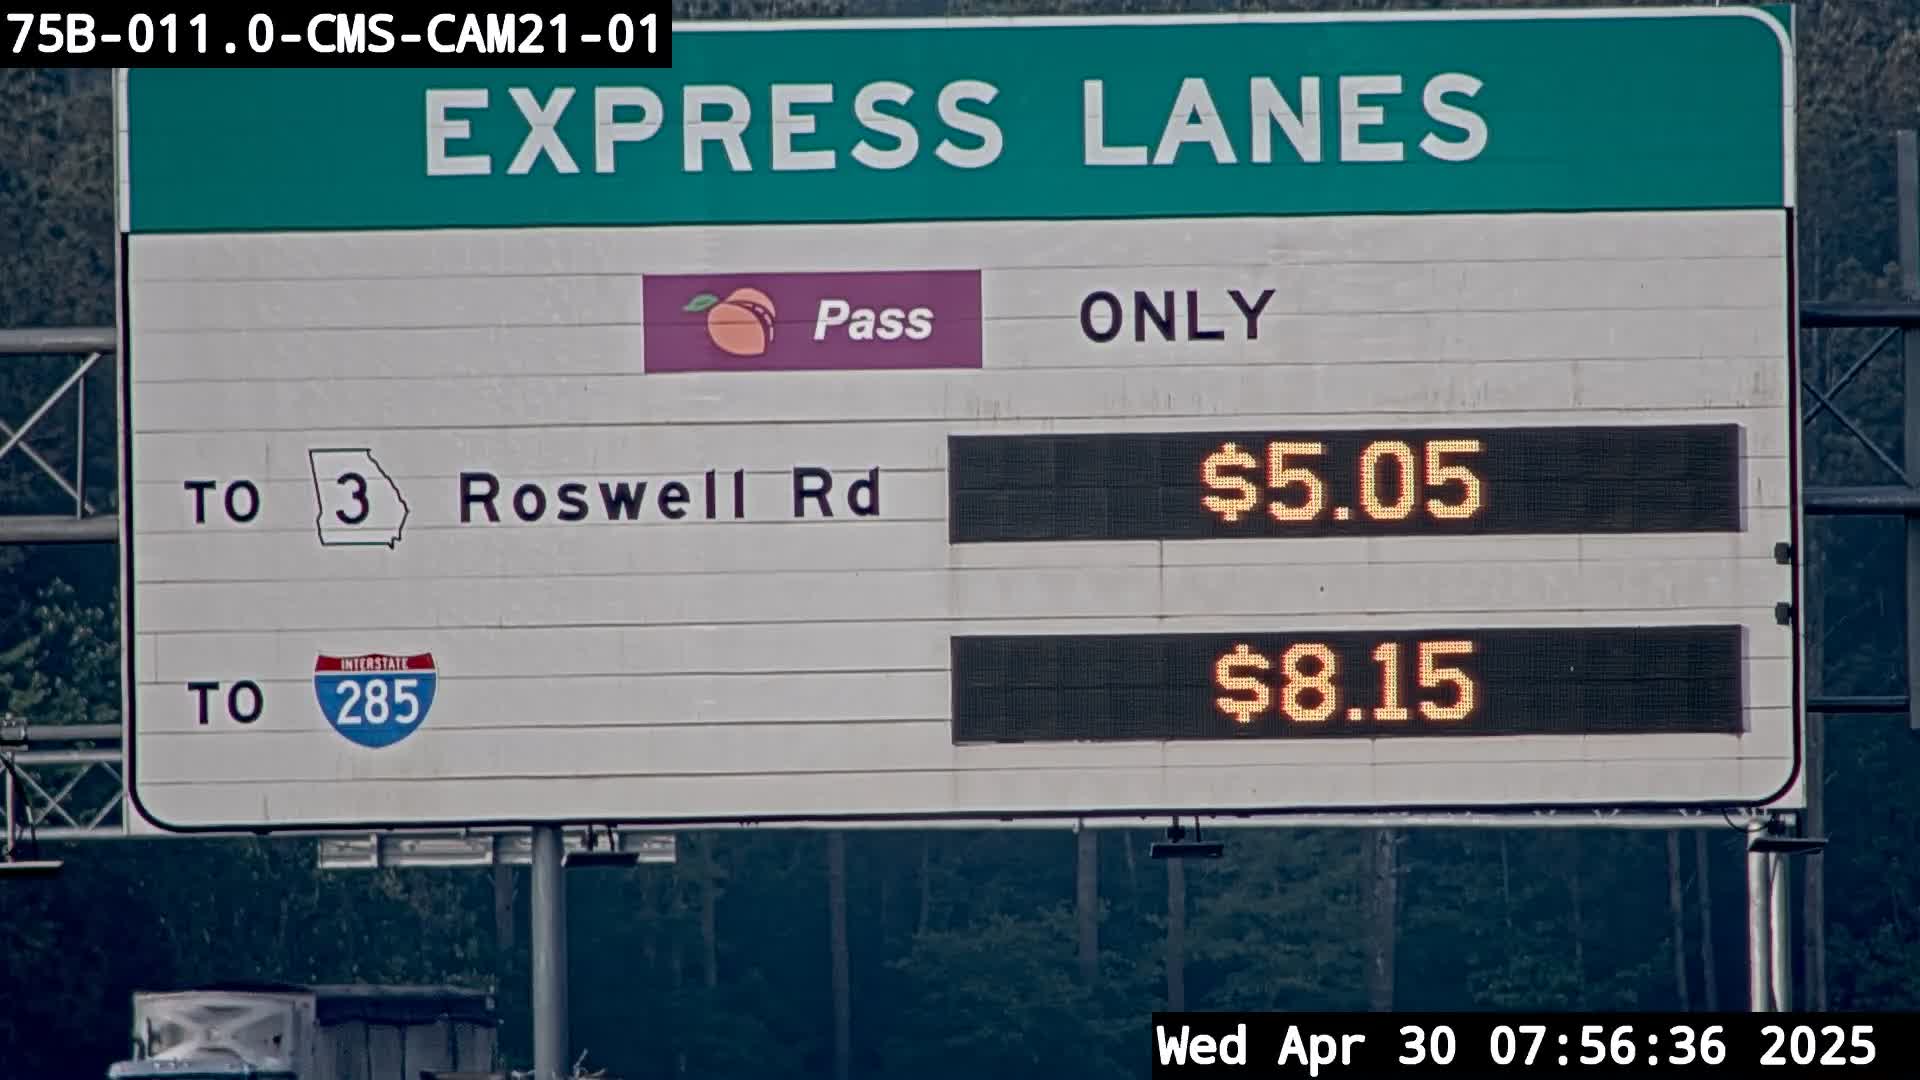 75B-011.0-CMS-CAM21-01
EXPRESS LANES
Pass ONLY
TO 3 Roswell Rd $5.05
INTERSTATE
TO 285 $8.15
Wed Apr 30 07:56:36 2025